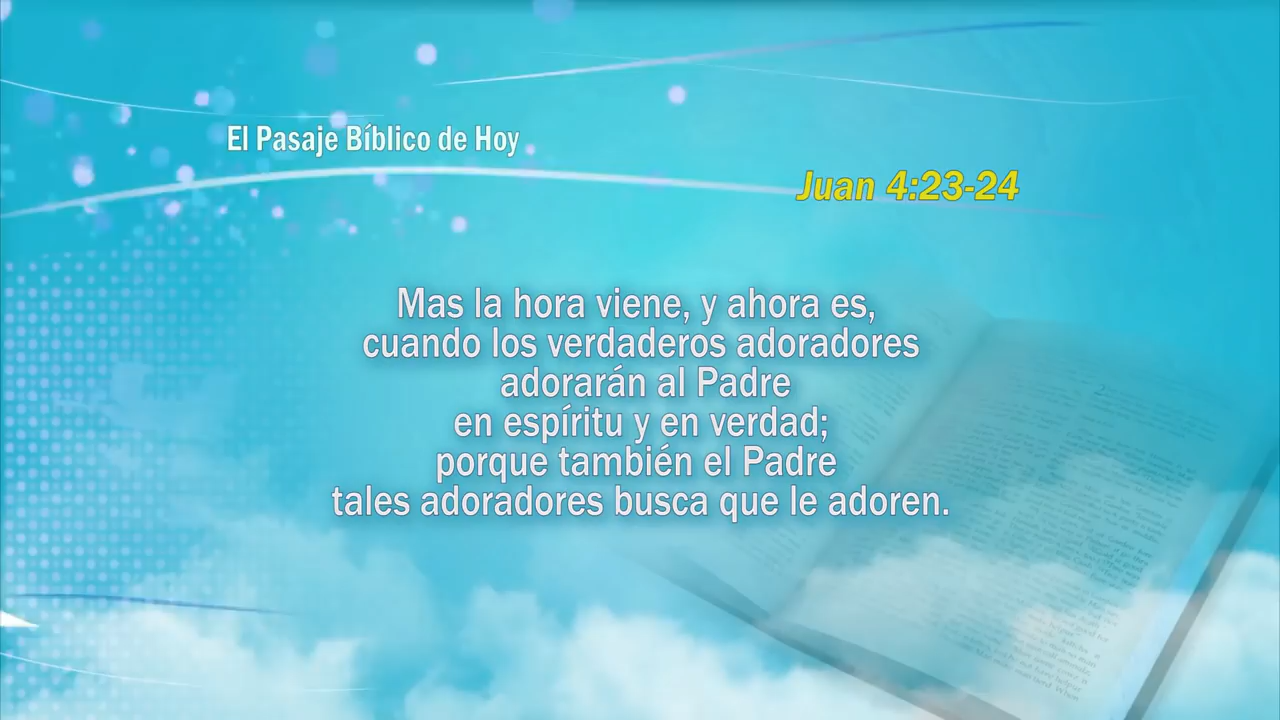 El Pasaje Bíblico de Hoy
Juan 4:23-24
Mas la hora viene, y ahora es,
cuando los verdaderos adoradores
adorarán al Padre
en espíritu y en verdad;
porque también el Padre
tales adoradores busca que le adoren.